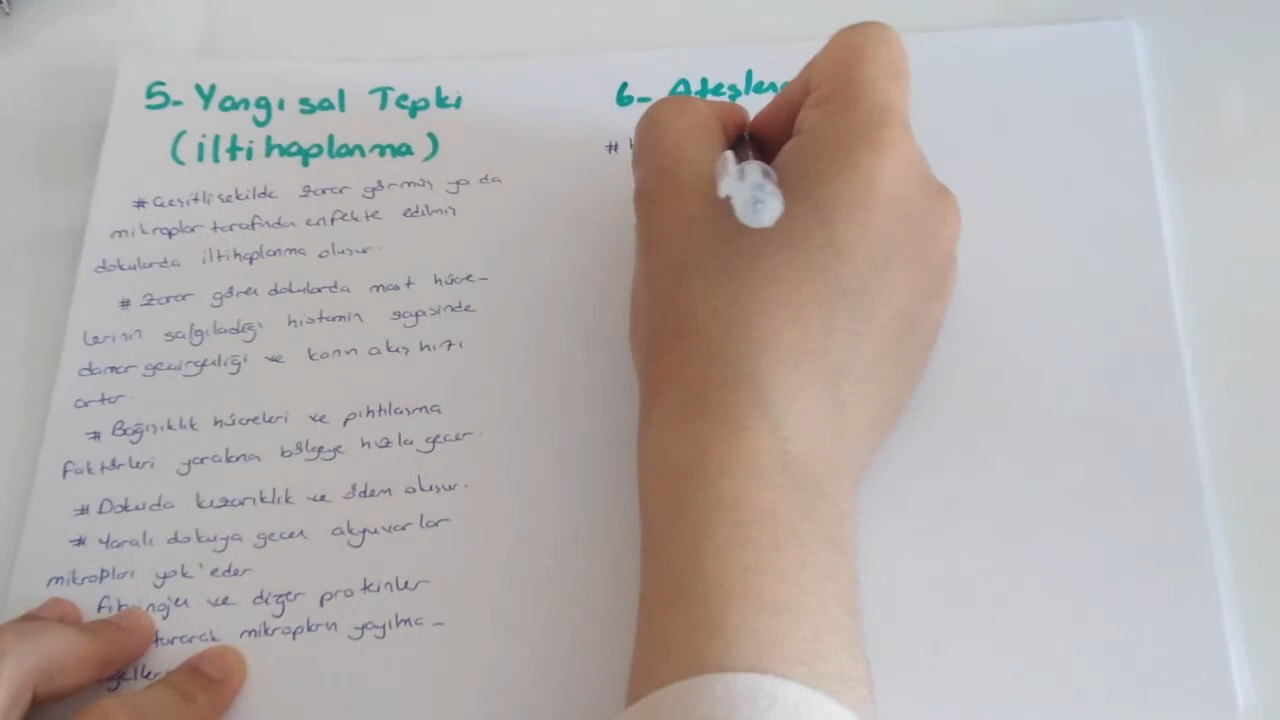 5- Yangısal Tepki
(iltihaplanma)
# Çeşitli şekilde zarar görmüş ya da
mikroplar tarafında enfekte edilmiş
dokularda iltihaplanma oluşur.
# Zarar gören dokularda mast hücre-
lerinin salgıladığı histamin sayesinde
damar geçirgenliği ve kanın akış hızı
artar.
# Bağışıklık hücreleri ve pıhtılaşma
faktörleri yaralanan bölgeye hızla geçer.
# Dokuda kızarıklık ve ödem oluşur.
# Yaralı dokuya geçen akyuvarlar
mikropları yok eder
ve diğer proteinler
mikropların yayılma-
6- Ateşlen
#